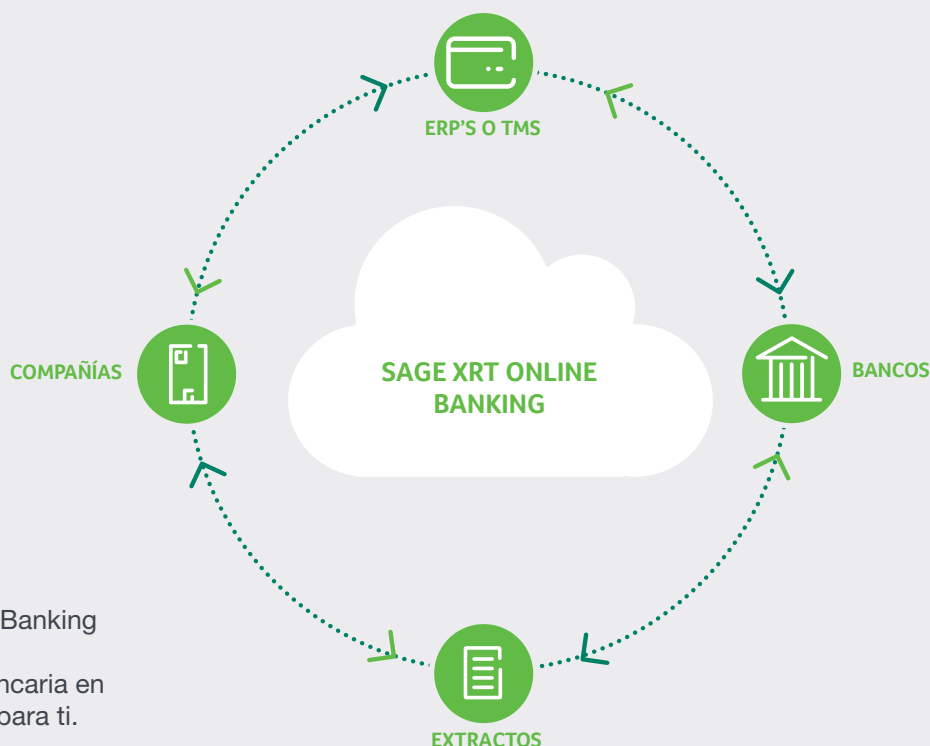 ERP'S O TMS
COMPAÑÍAS
SAGE XRT ONLINE
BANKING
BANCOS
Banking
ncaria en
para ti.
EXTRACTOS